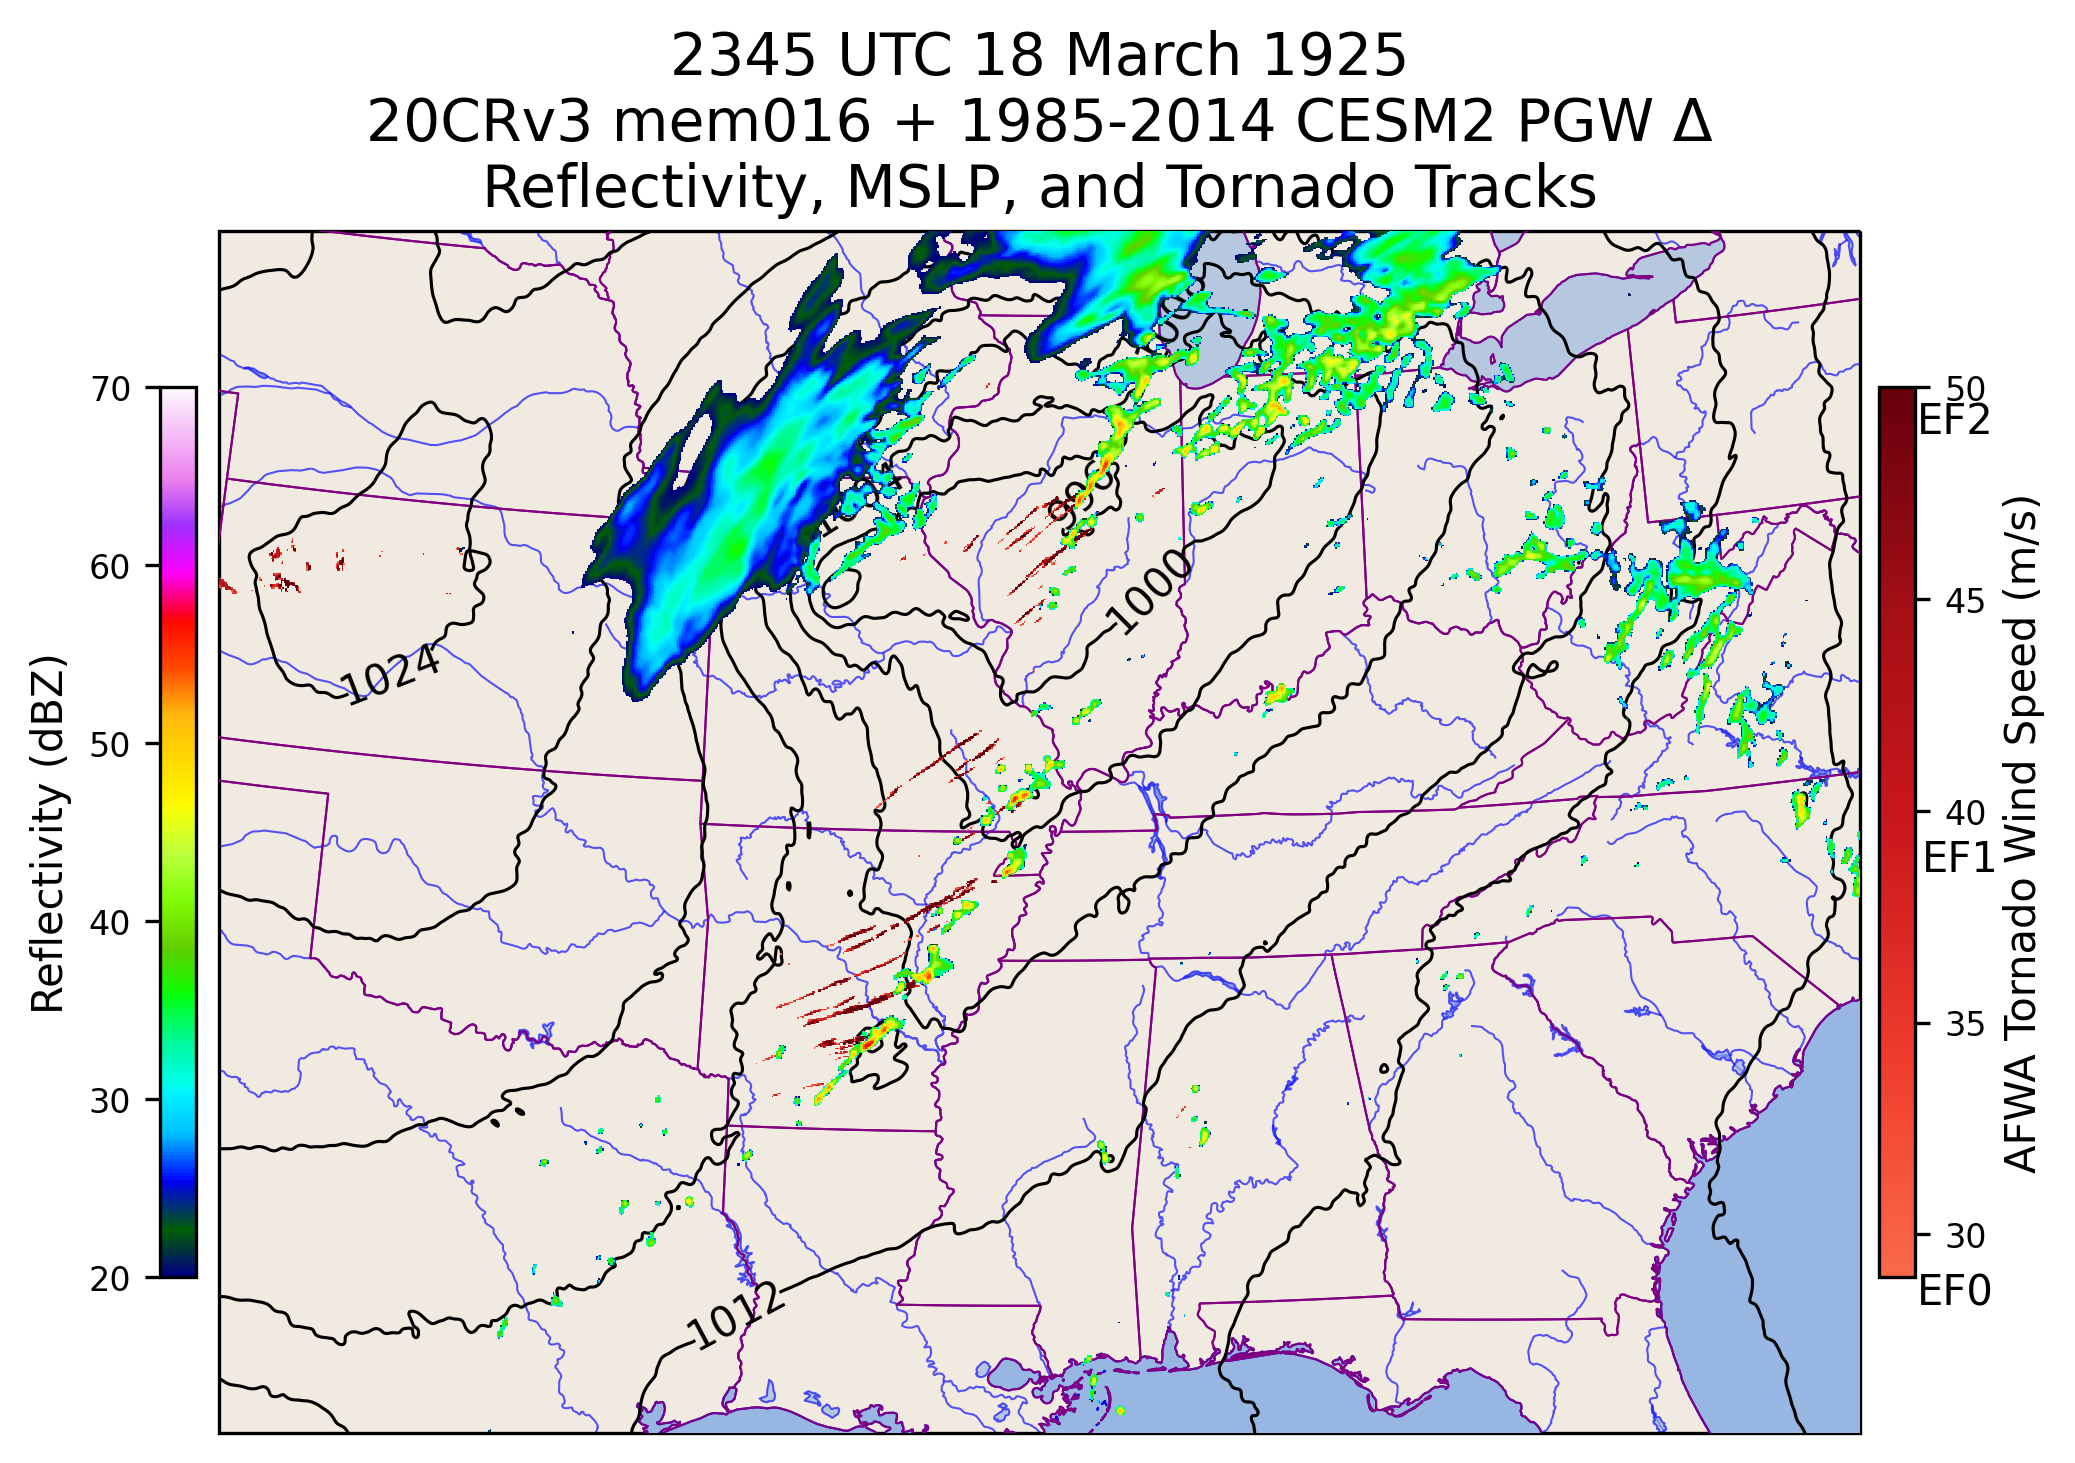 2345 UTC 18 March 1925
20CRv3 mem016 + 1985-2014 CESM2 PGW Δ
Reflectivity, MSLP, and Tornado Tracks
Reflectivity (dBZ)
70
60
50
40
30
20
1024
1000
996
1012
50
EF2
45
40
EF1
35
30
EF0
AFWA Tornado Wind Speed (m/s)